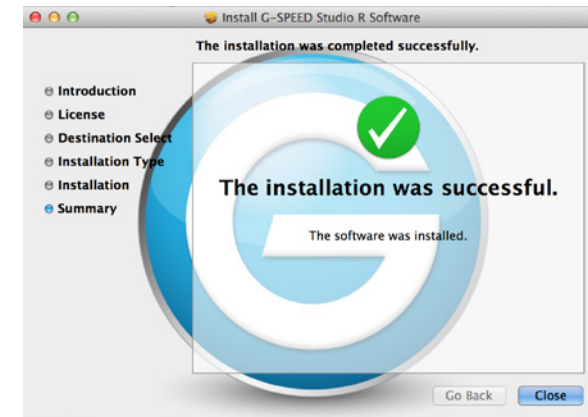 Install G-SPEED Studio R Software
The installation was completed successfully.
Introduction
License
Destination Select
Installation Type
Installation
Summary
The installation was successful.
The software was installed.
Go Back
Close